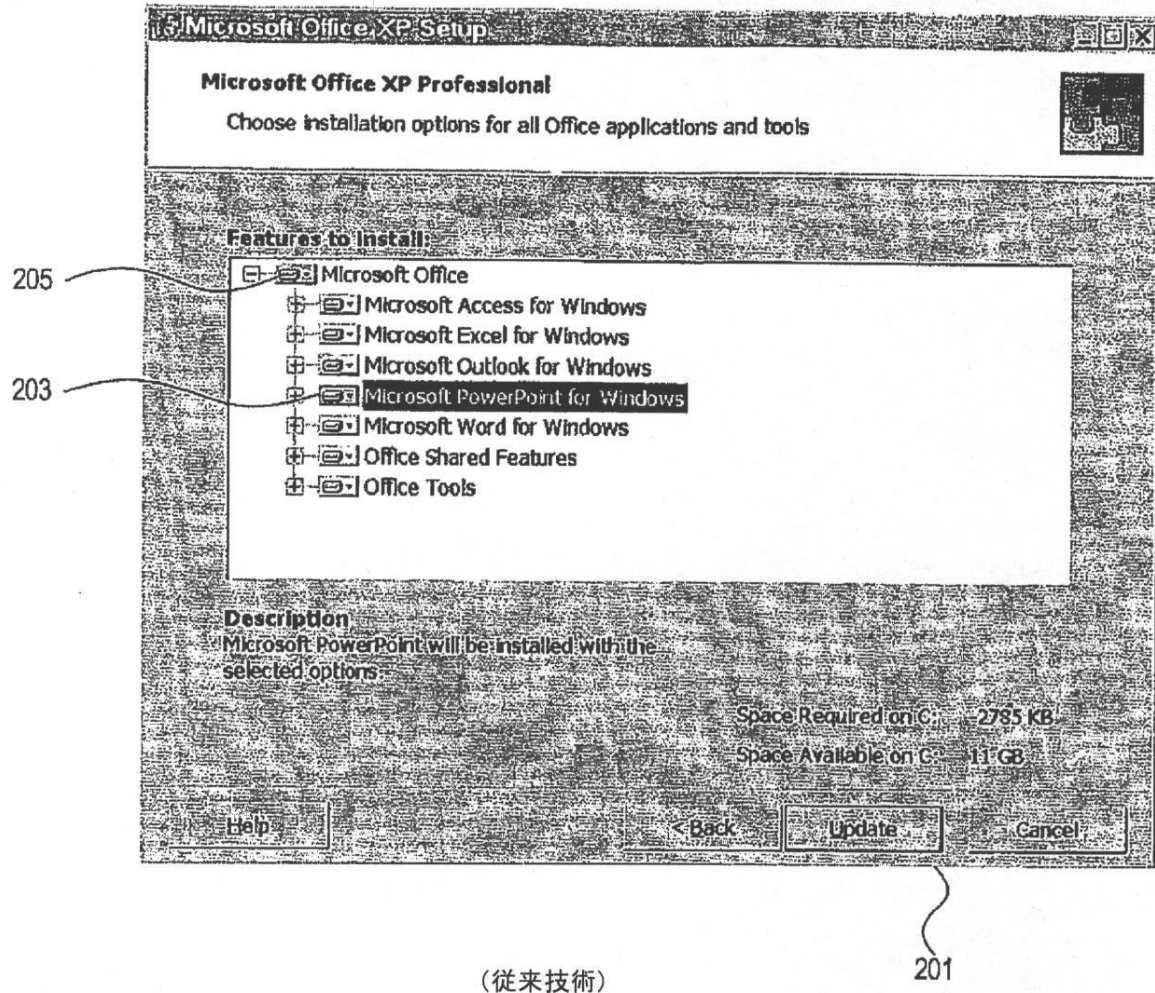 Microsoft Office XP Setup
Microsoft Office XP Professional
Choose installation options for all Office applications and tools
Features to install:
205
Microsoft Office
Microsoft Access for Windows
Microsoft Excel for Windows
Microsoft Outlook for Windows
203
Microsoft PowerPoint for Windows
Microsoft Word for Windows
Office Shared Features
Office Tools
Description
Microsoft PowerPoint will be installed with the
selected options.
Space Required on C: -2785 KB
Space Available on C: 11 GB
Help
< Back
Update
Cancel
201
(従来技術)